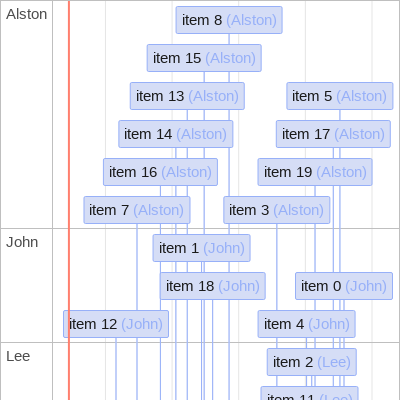 Alston
item 8 (Alston)
item 15 (Alston)
item 13 (Alston)
item 5 (Alston)
item 14 (Alston)
item 17 (Alston)
item 16 (Alston)
item 19 (Alston)
item 7 (Alston)
item 3 (Alston)
John
item 1 (John)
item 18 (John)
item 0 (John)
item 12 (John)
item 4 (John)
Lee
item 2 (Lee)
item 11 (Lee)